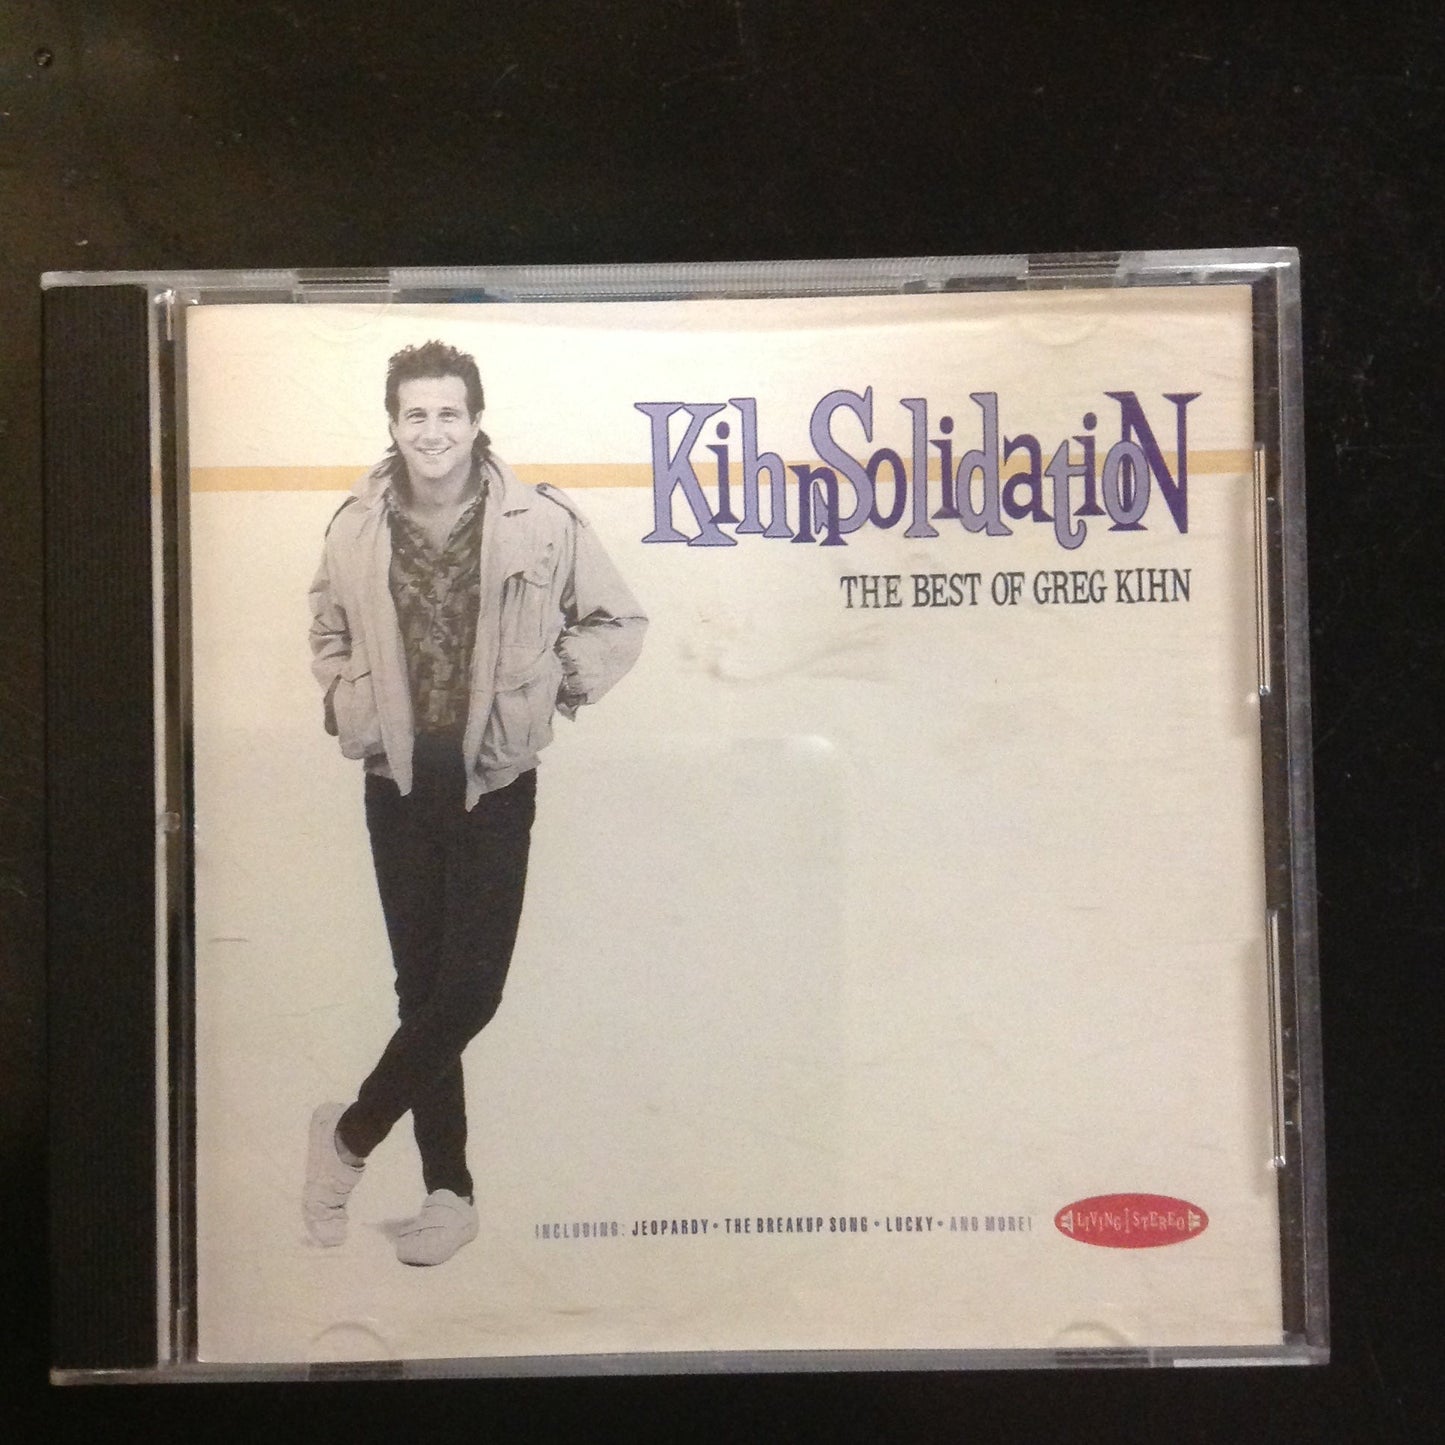 KihnSolidatioN
THE BEST OF GREG KIHN
INCLUDING: JEOPARDY • THE BREAKUP SONG • LUCKY • AND MORE!
LIVING STEREO